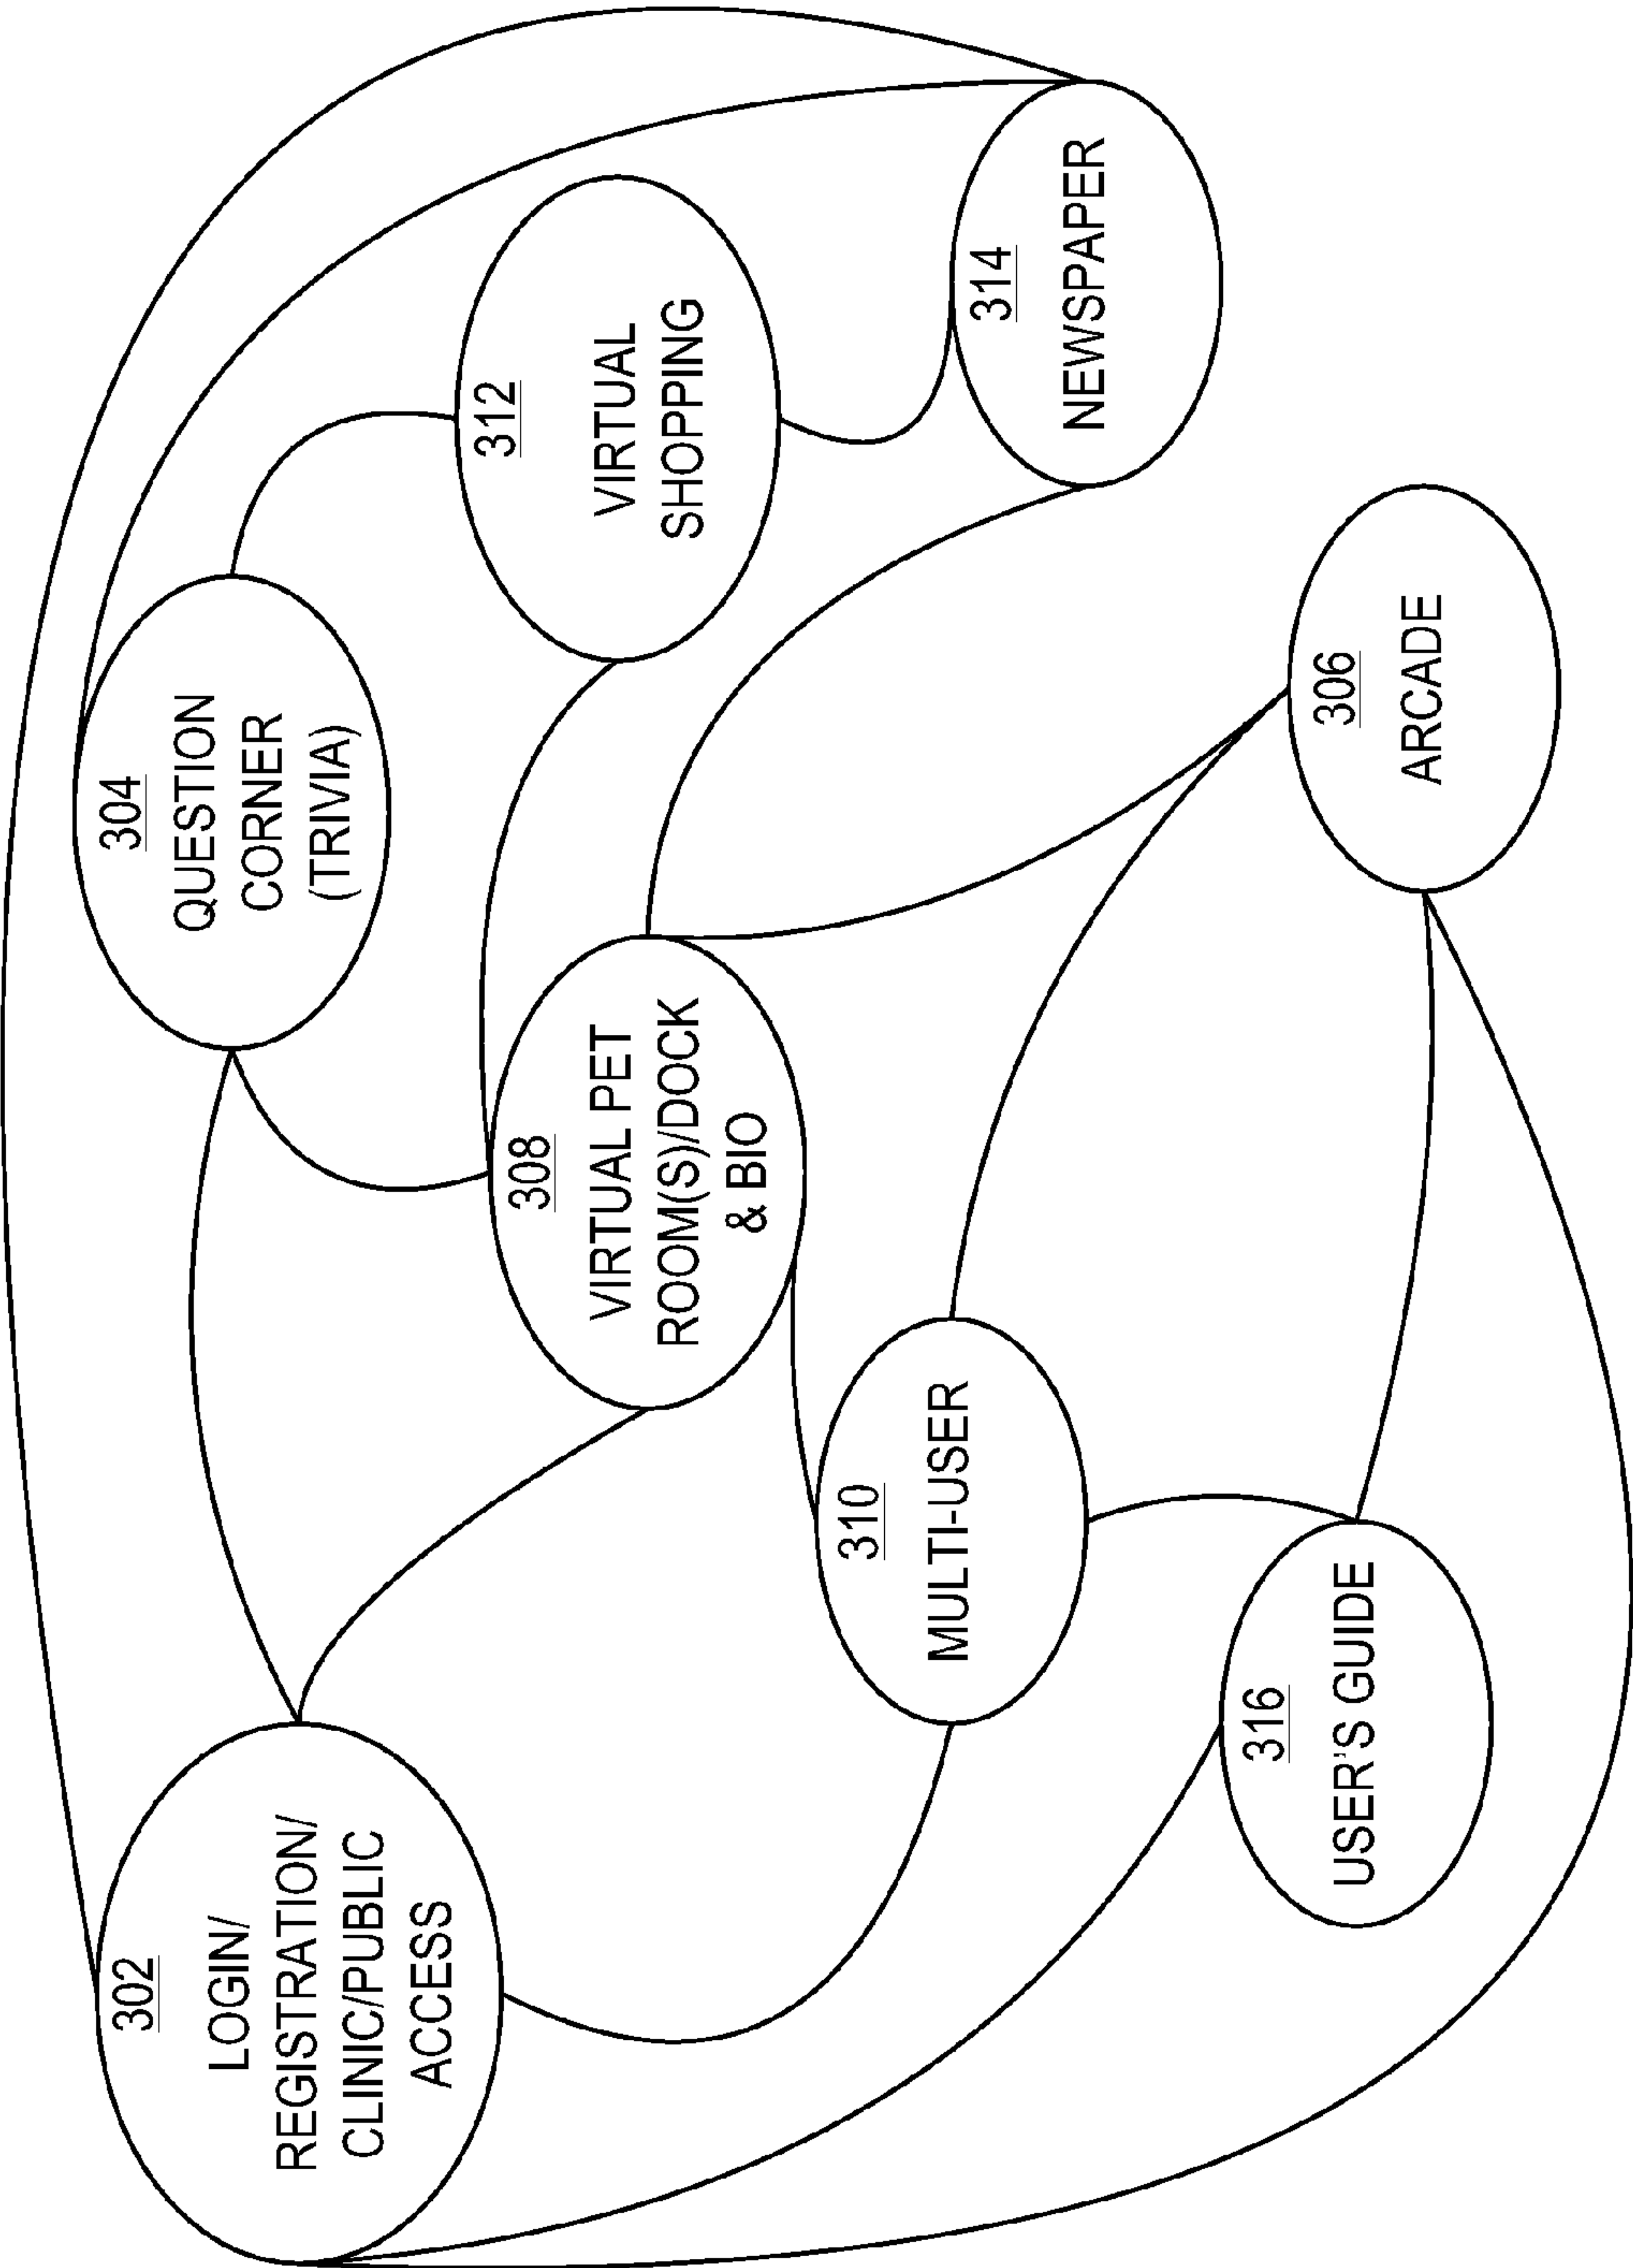 302
LOGIN/
REGISTRATION/
CLINIC/PUBLIC
ACCESS
304
QUESTION
CORNER
(TRIVIA)
308
VIRTUAL PET
ROOM(S)/DOCK
& BIO
312
VIRTUAL
SHOPPING
310
MULTI-USER
314
NEWSPAPER
316
USER'S GUIDE
306
ARCADE